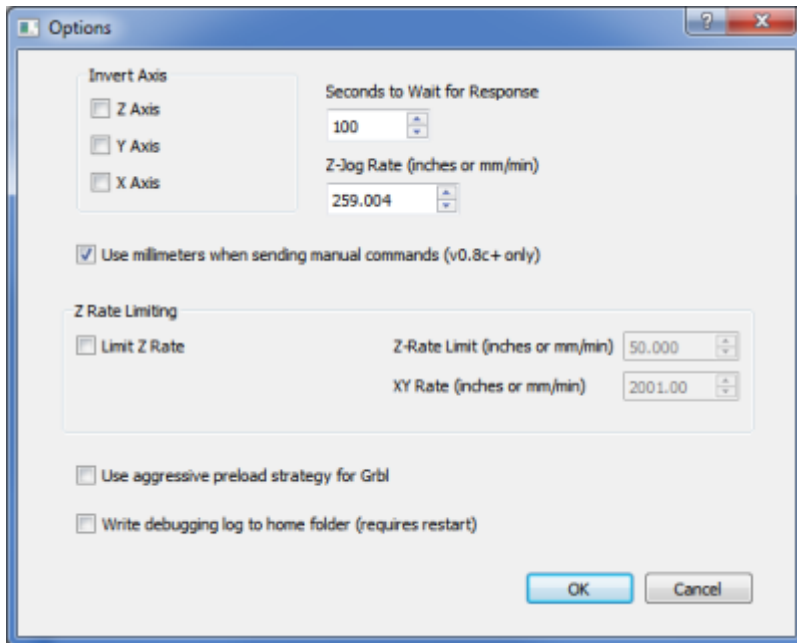 Options
Invert Axis
Z Axis
Y Axis
X Axis
Seconds to Wait for Response
100
Z-Jog Rate (inches or mm/min)
259.004
Use millimeters when sending manual commands (v0.8c+ only)
Z Rate Limiting
Limit Z Rate
Z-Rate Limit (inches or mm/min) 50.000
XY Rate (inches or mm/min) 2001.00
Use aggressive preload strategy for Grbl
Write debugging log to home folder (requires restart)
OK Cancel